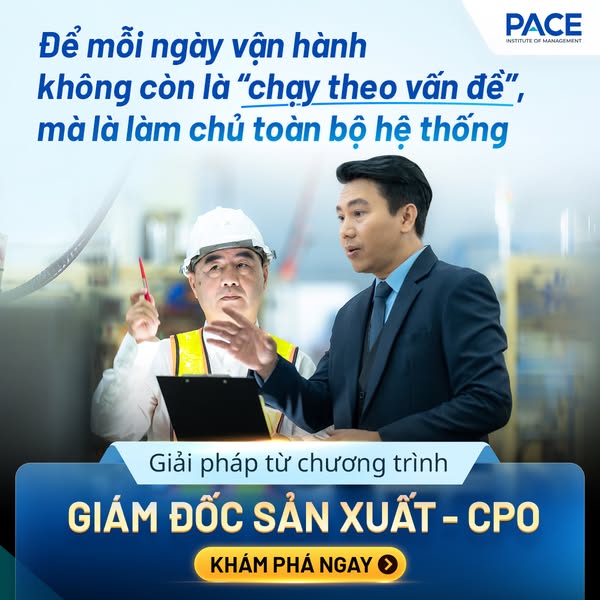 PACE
INSTITUTE OF MANAGEMENT
Để mỗi ngày vận hành
không còn là “chạy theo vấn đề”,
mà là làm chủ toàn bộ hệ thống
Giải pháp từ chương trình
GIÁM ĐỐC SẢN XUẤT - CPO
KHÁM PHÁ NGAY